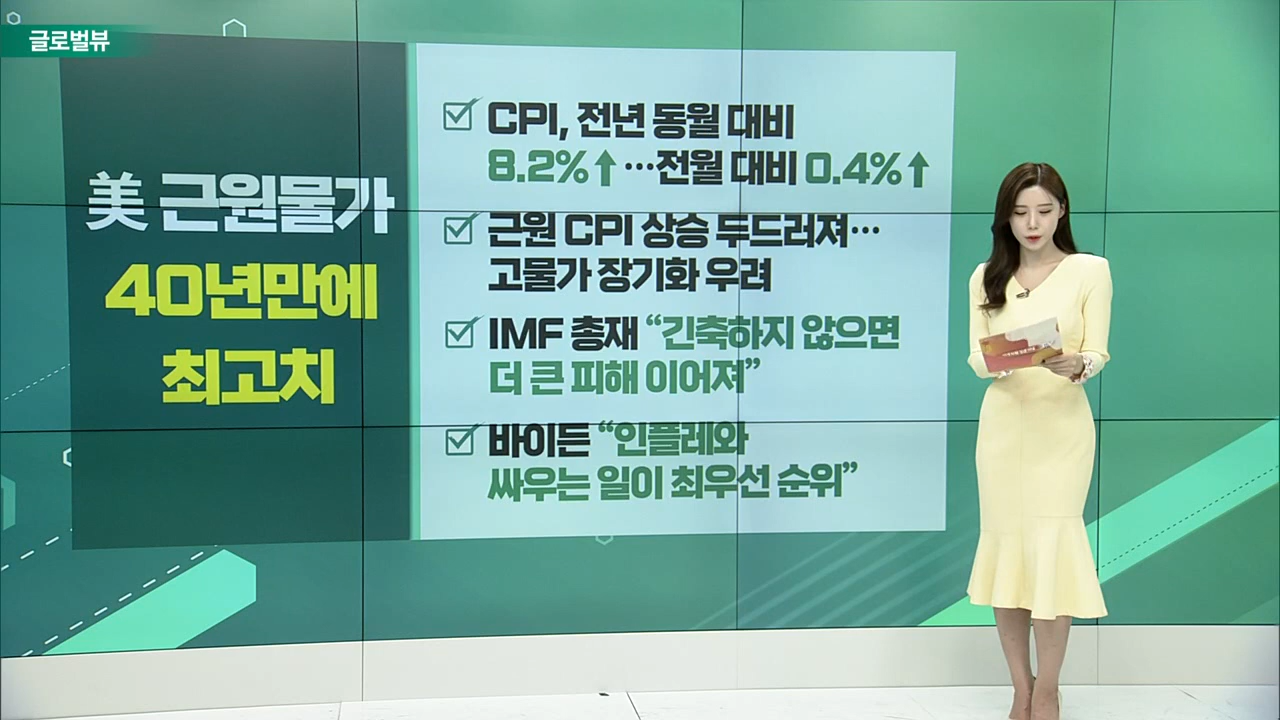 글로벌뷰
美 근원물가
40년만에
최고치
CPI, 전년 동월 대비
8.2%↑…전월 대비 0.4%↑
근원 CPI 상승 두드러져…
고물가 장기화 우려
IMF 총재 “긴축하지 않으면
더 큰 피해 이어져”
바이든 “인플레와
싸우는 일이 최우선 순위”